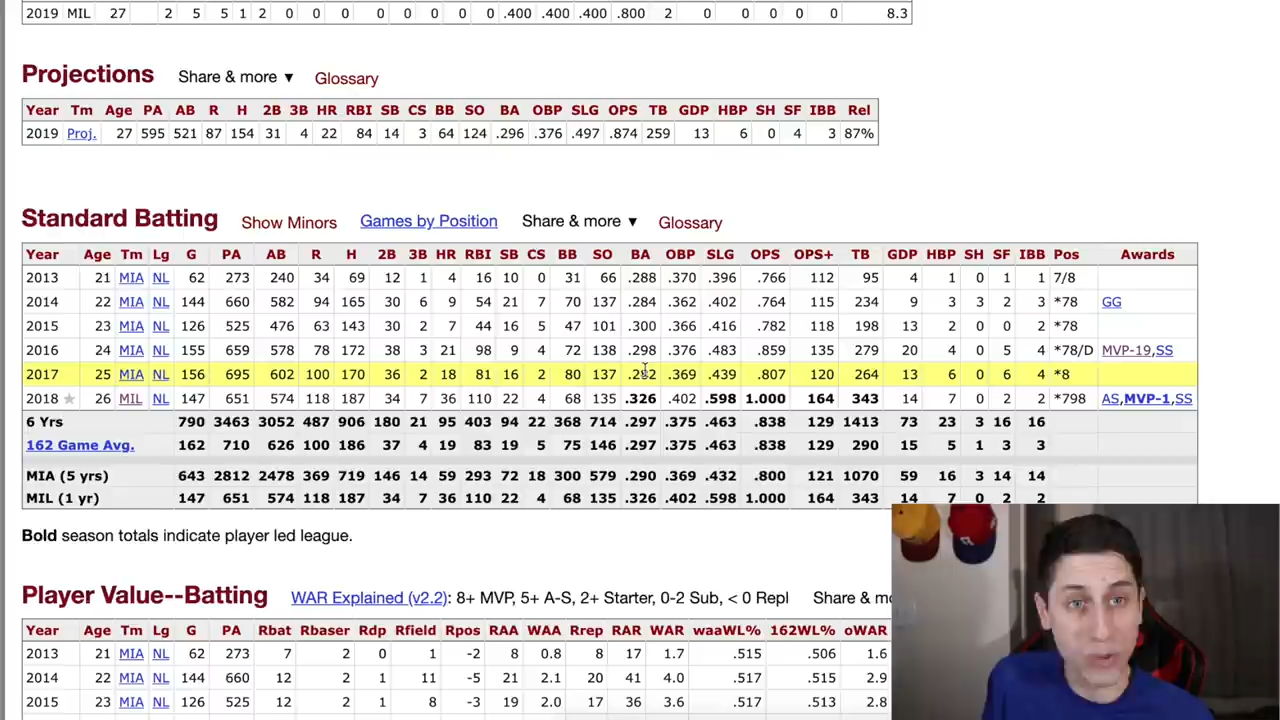 2019 MIL 27 2 5 5 1 2 0 0 0 0 0 .400 .400 .400 .800 2 0 0 0 0 0 8.3
Projections Share & more ▼ Glossary
Year Tm Age PA AB R H 2B 3B HR RBI SB CS BB SO BA OBP SLG OPS TB GDP HBP SH SF IBB Rel
2019 Proj. 27 595 521 87 154 31 4 22 84 14 3 64 124 .296 .376 .497 .874 259 13 6 0 4 3 87%
Standard Batting Show Minors Games by Position Share & more ▼ Glossary
Year Age Tm Lg G PA AB R H 2B 3B HR RBI SB CS BB SO BA OBP SLG OPS OPS+ TB GDP HBP SH SF IBB Pos Awards
2013 21 MIA NL 62 273 240 34 69 12 1 4 16 10 0 31 66 .288 .370 .396 .766 112 95 4 1 0 1 1 7/8
2014 22 MIA NL 144 660 582 94 165 30 6 9 54 21 7 70 137 .284 .362 .402 .764 115 234 9 3 3 2 3 *78 GG
2015 23 MIA NL 126 525 476 63 143 30 2 7 44 16 5 47 101 .300 .366 .416 .782 118 198 13 2 0 0 2 *78
2016 24 MIA NL 155 659 578 78 172 38 3 21 98 9 4 72 138 .298 .376 .483 .859 135 279 20 4 0 5 4 *78/D MVP-19,SS
2017 25 MIA NL 156 695 602 100 170 36 2 18 81 16 2 80 137 .282 .369 .439 .807 120 264 13 6 0 6 4 *8
2018 ★ 26 MIL NL 147 651 574 118 187 34 7 36 110 22 4 68 135 .326 .402 .598 1.000 164 343 14 7 0 2 2 *798 AS,MVP-1,SS
6 Yrs 790 3463 3052 487 906 180 21 95 403 94 22 368 714 .297 .375 .463 .838 129 1413 73 23 3 16 16
162 Game Avg. 162 710 626 100 186 37 4 19 83 19 5 75 146 .297 .375 .463 .838 129 290 15 5 1 3 3
MIA (5 yrs) 643 2812 2478 369 719 146 14 59 293 72 18 300 579 .290 .369 .432 .800 121 1070 59 16 3 14 14
MIL (1 yr) 147 651 574 118 187 34 7 36 110 22 4 68 135 .326 .402 .598 1.000 164 343 14 7 0 2 2
Bold season totals indicate player led league.
Player Value--Batting WAR Explained (v2.2): 8+ MVP, 5+ A-S, 2+ Starter, 0-2 Sub, < 0 Repl Share &
Year Age Tm Lg G PA Rbat Rbaser Rdp Rfield Rpos RAA WAA Rrep RAR WAR waaWL% 162WL% oWAR
2013 21 MIA NL 62 273 7 2 0 1 -2 8 0.8 8 17 1.7 .515 .506 1.6
2014 22 MIA NL 144 660 12 2 1 11 -5 21 2.1 20 41 4.0 .517 .515 2.9
2015 23 MIA NL 126 525 12 2 1 8 -3 19 2.0 17 36 3.6 .517 .513 2.8